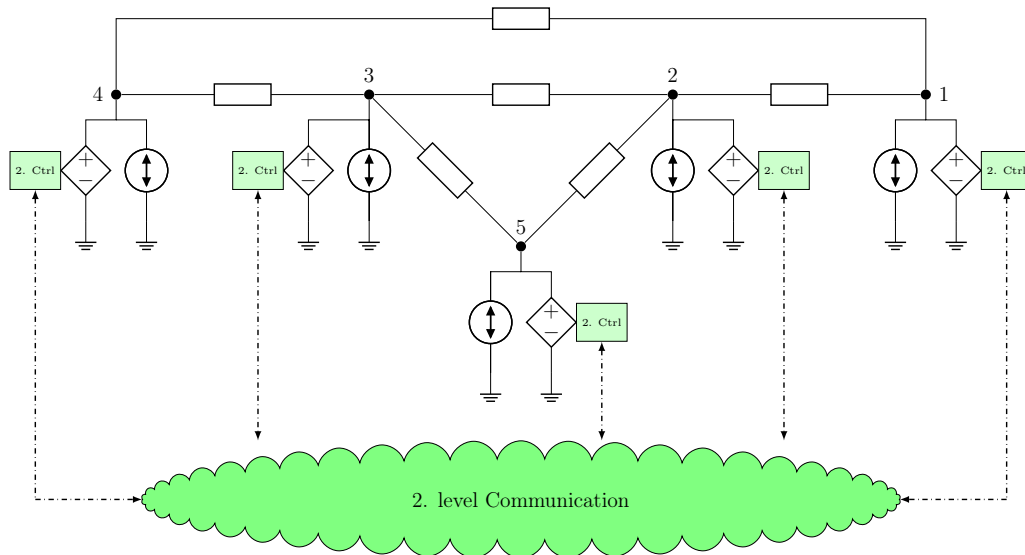 3
2
4
1
+
−
2. Ctrl
2. Ctrl
+
−
+
−
2. Ctrl
+
−
2. Ctrl
5
+
−
2. Ctrl
2. level Communication